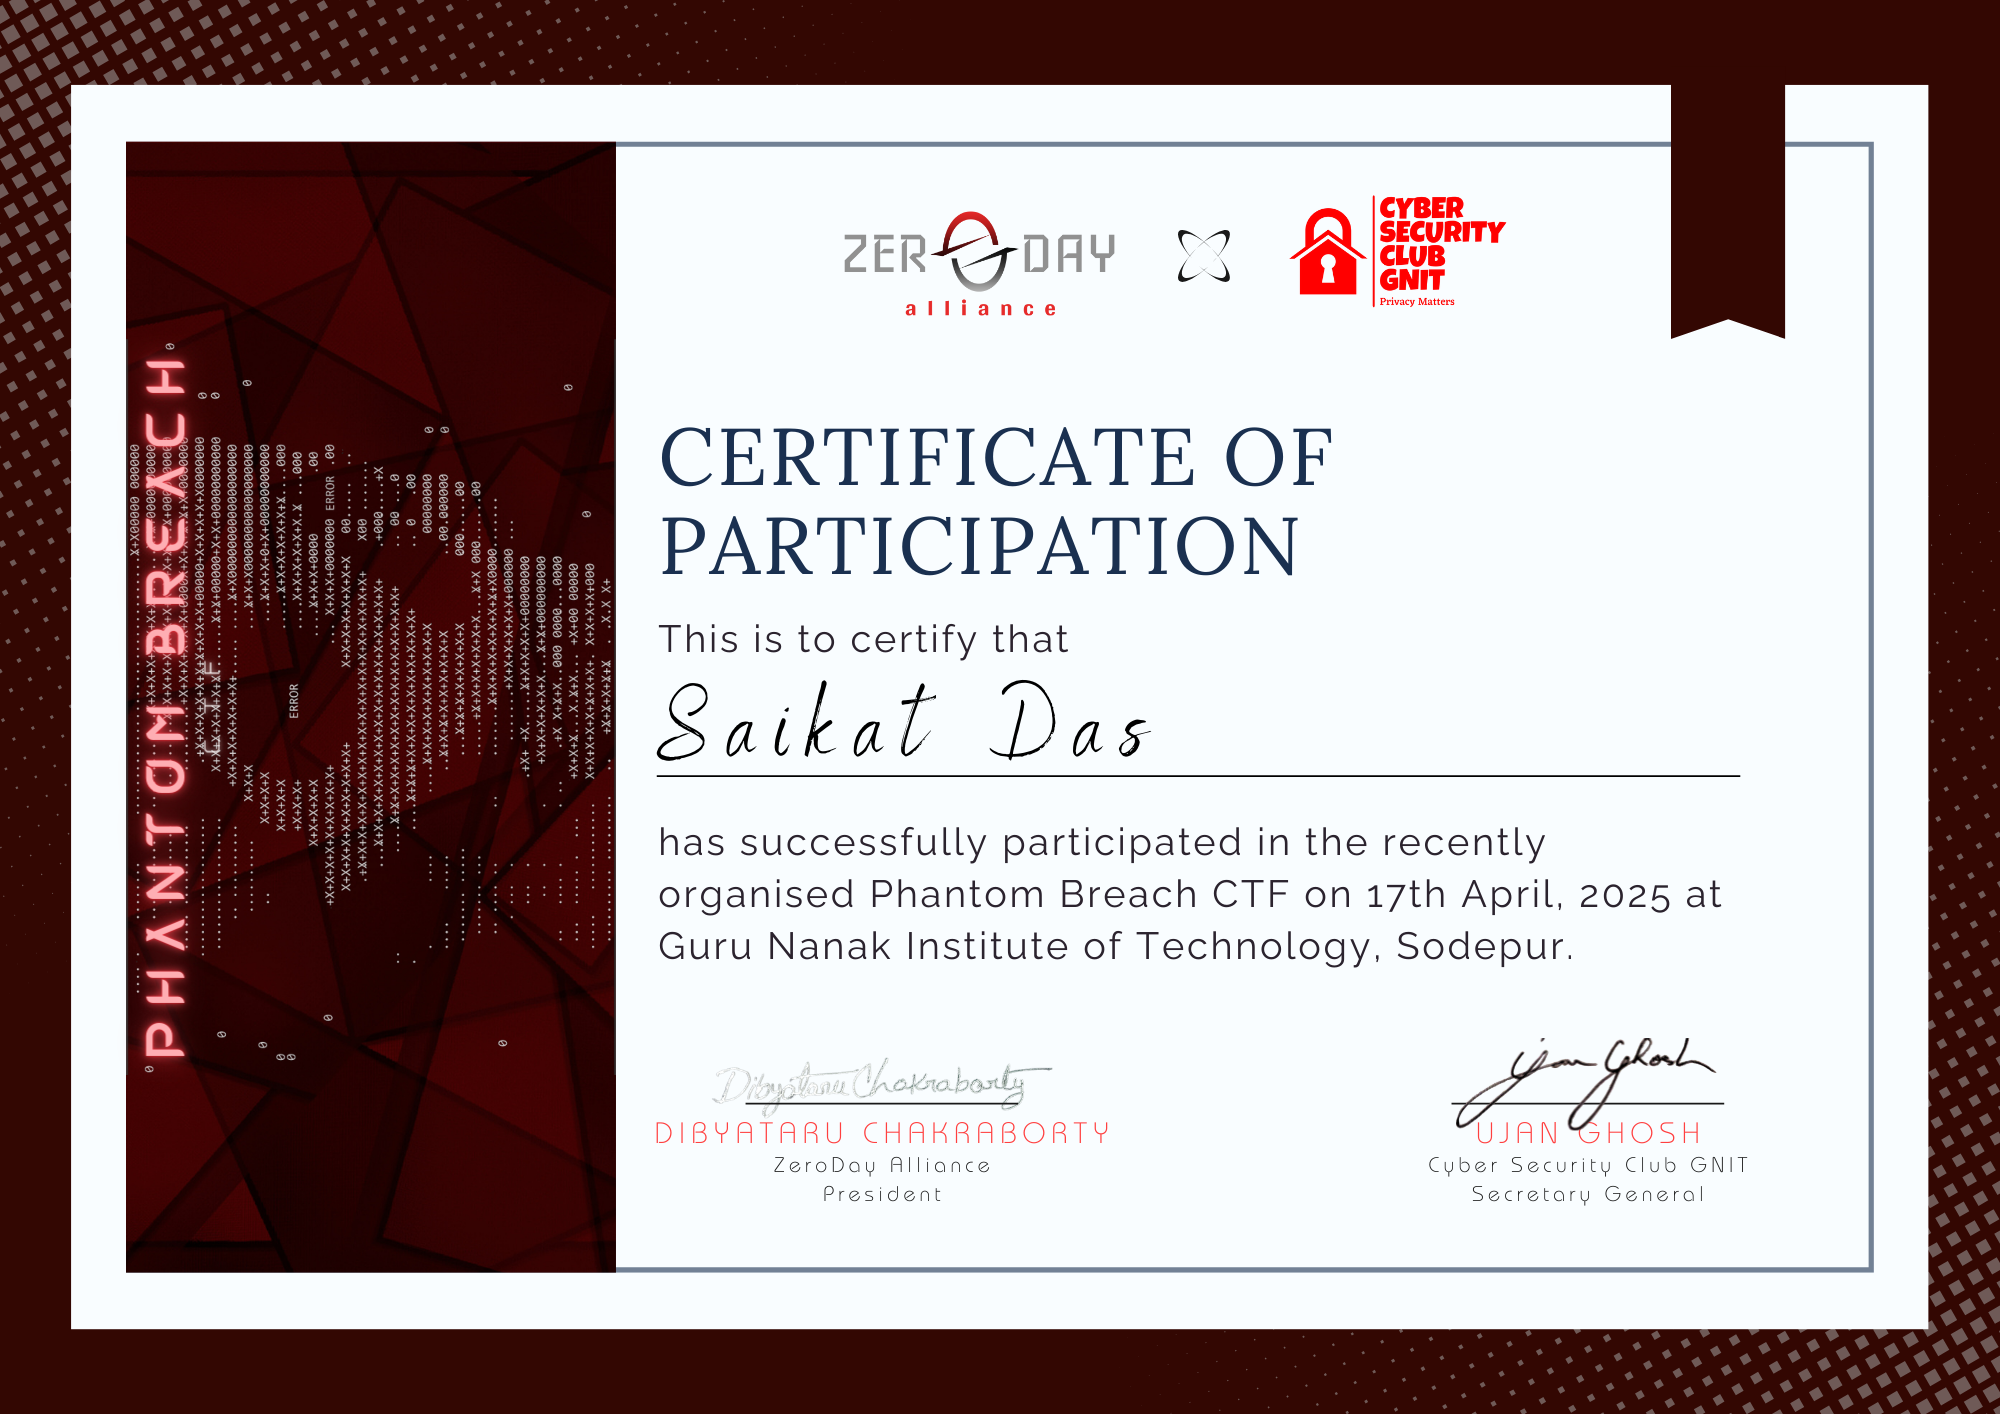 ZERODAY
alliance
CYBER
SECURITY
CLUB
GNIT
Privacy Matters
PHANTOM BREACH
CTF
ERROR
ERROR
CERTIFICATE OF
PARTICIPATION
This is to certify that
Saikat Das
has successfully participated in the recently
organised Phantom Breach CTF on 17th April, 2025 at
Guru Nanak Institute of Technology, Sodepur.
Dibyataru Chakraborty
DIBYATARU CHAKRABORTY
ZeroDay Alliance
President
Ujan Ghosh
UJAN GHOSH
Cyber Security Club GNIT
Secretary General